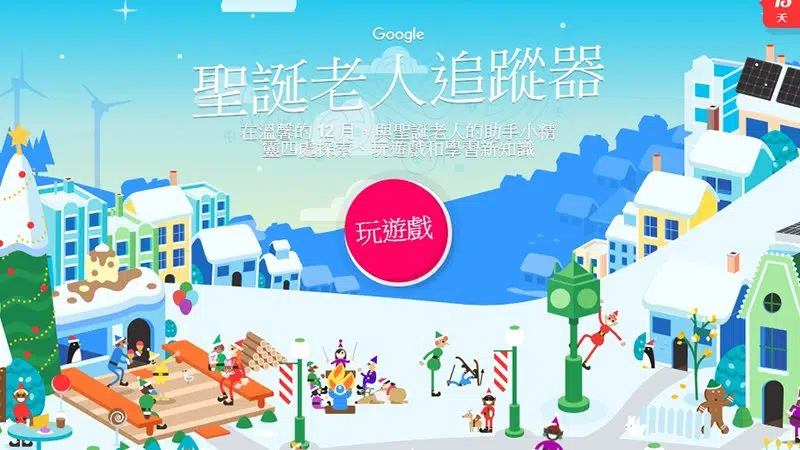 15
天
Google
聖誕老人追蹤器
在溫馨的 12 月，與聖誕老人的助手小精
靈四處探索、玩遊戲和學習新知識
玩遊戲